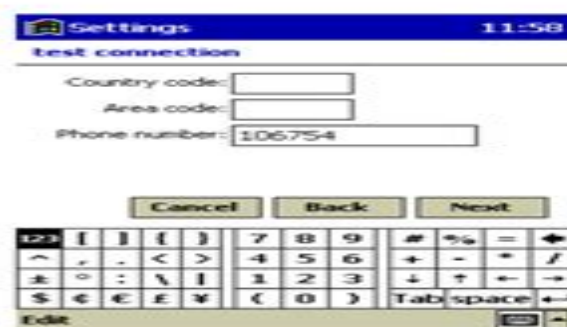 Settings 11:58
test connection
Country code:
Area code:
Phone number: 106754
Cancel Back Next
123 [ ] { } 7 8 9 # % = ←
^ , . < > 4 5 6 + - * /
± ° : \ | 1 2 3 ↓ ↑ ← →
$ ¢ € £ ¥ ( 0 ) Tab space ↵
Edit